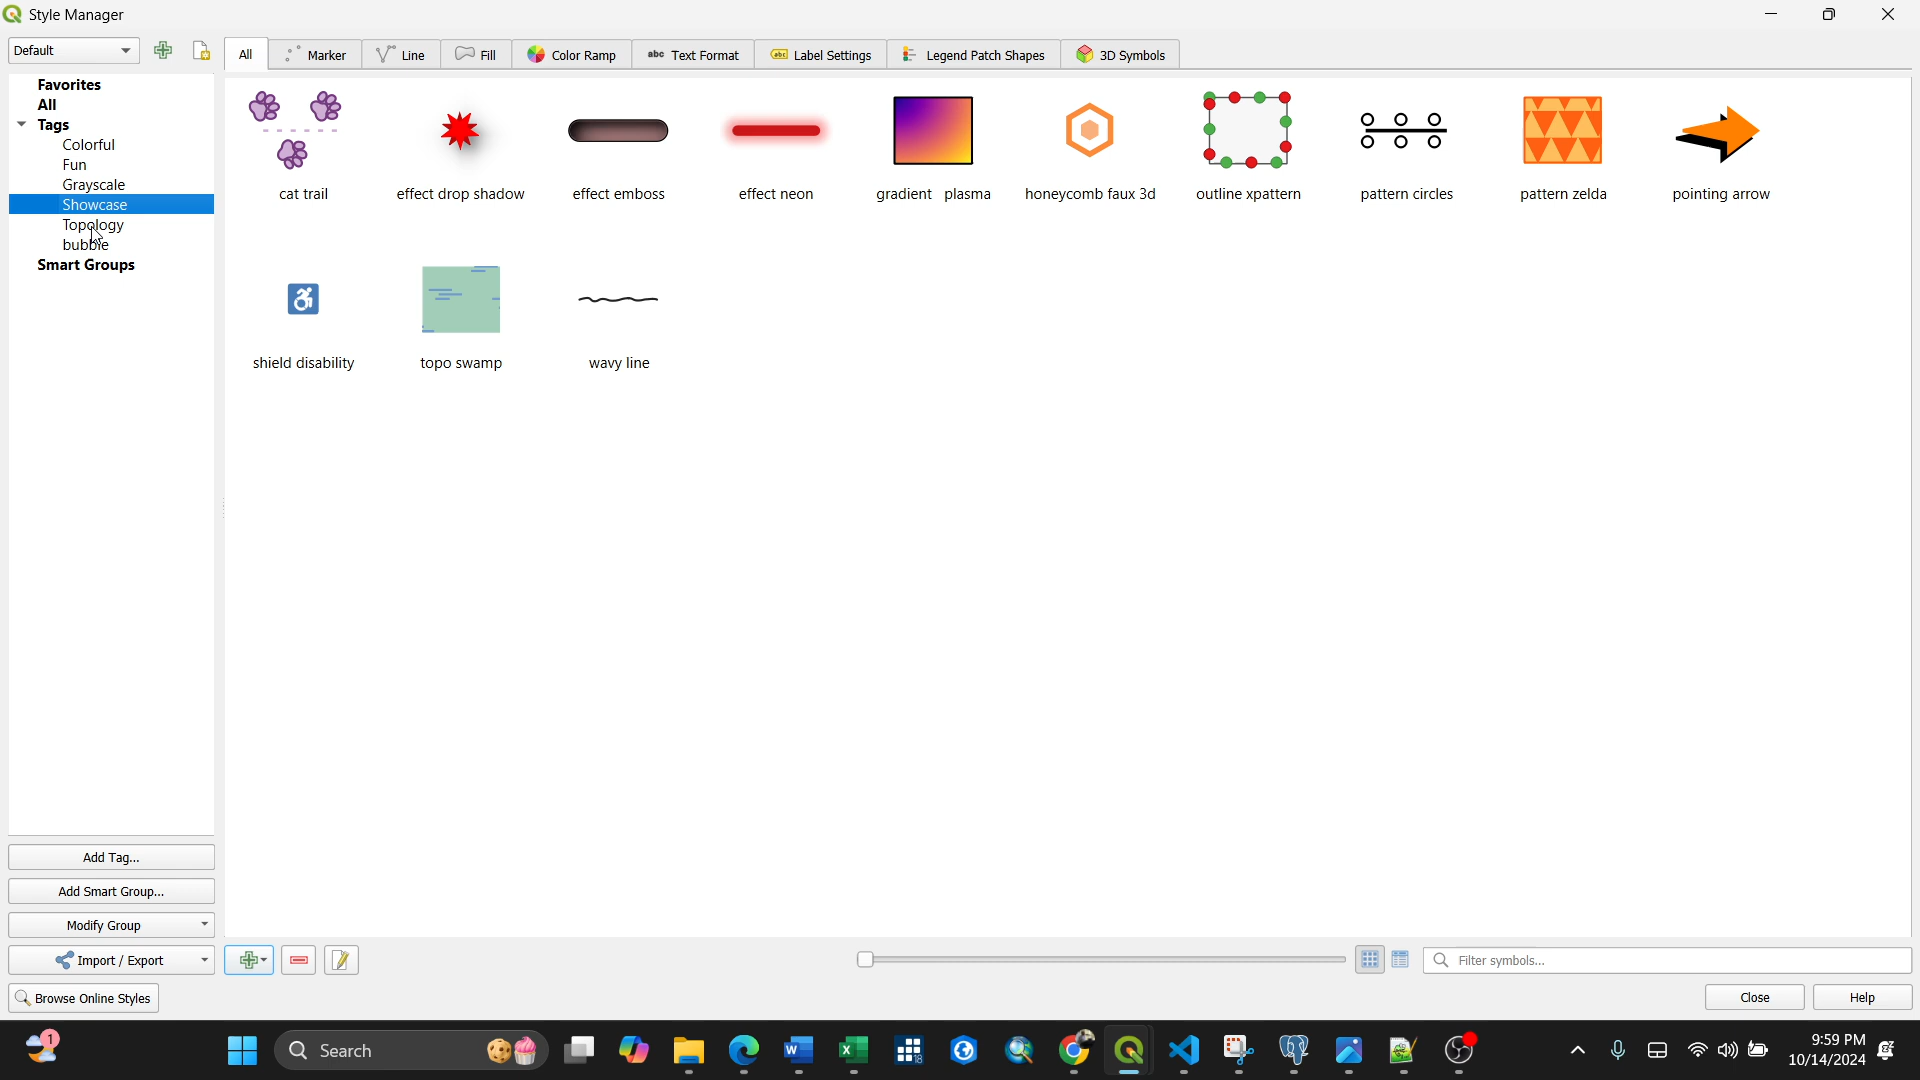 Style Manager
Default
All
Marker
Line
Fill
Color Ramp
abc Text Format
abc Label Settings
Legend Patch Shapes
3D Symbols
Favorites
All
Tags
Colorful
Fun
Grayscale
Showcase
Topology
bubble
Smart Groups
cat trail
effect drop shadow
effect emboss
effect neon
gradient plasma
honeycomb faux 3d
outline xpattern
pattern circles
pattern zelda
pointing arrow
shield disability
topo swamp
wavy line
Add Tag...
Add Smart Group...
Modify Group
Import / Export
Filter symbols...
Browse Online Styles
Close
Help
1
Search
18
9:59 PM
10/14/2024